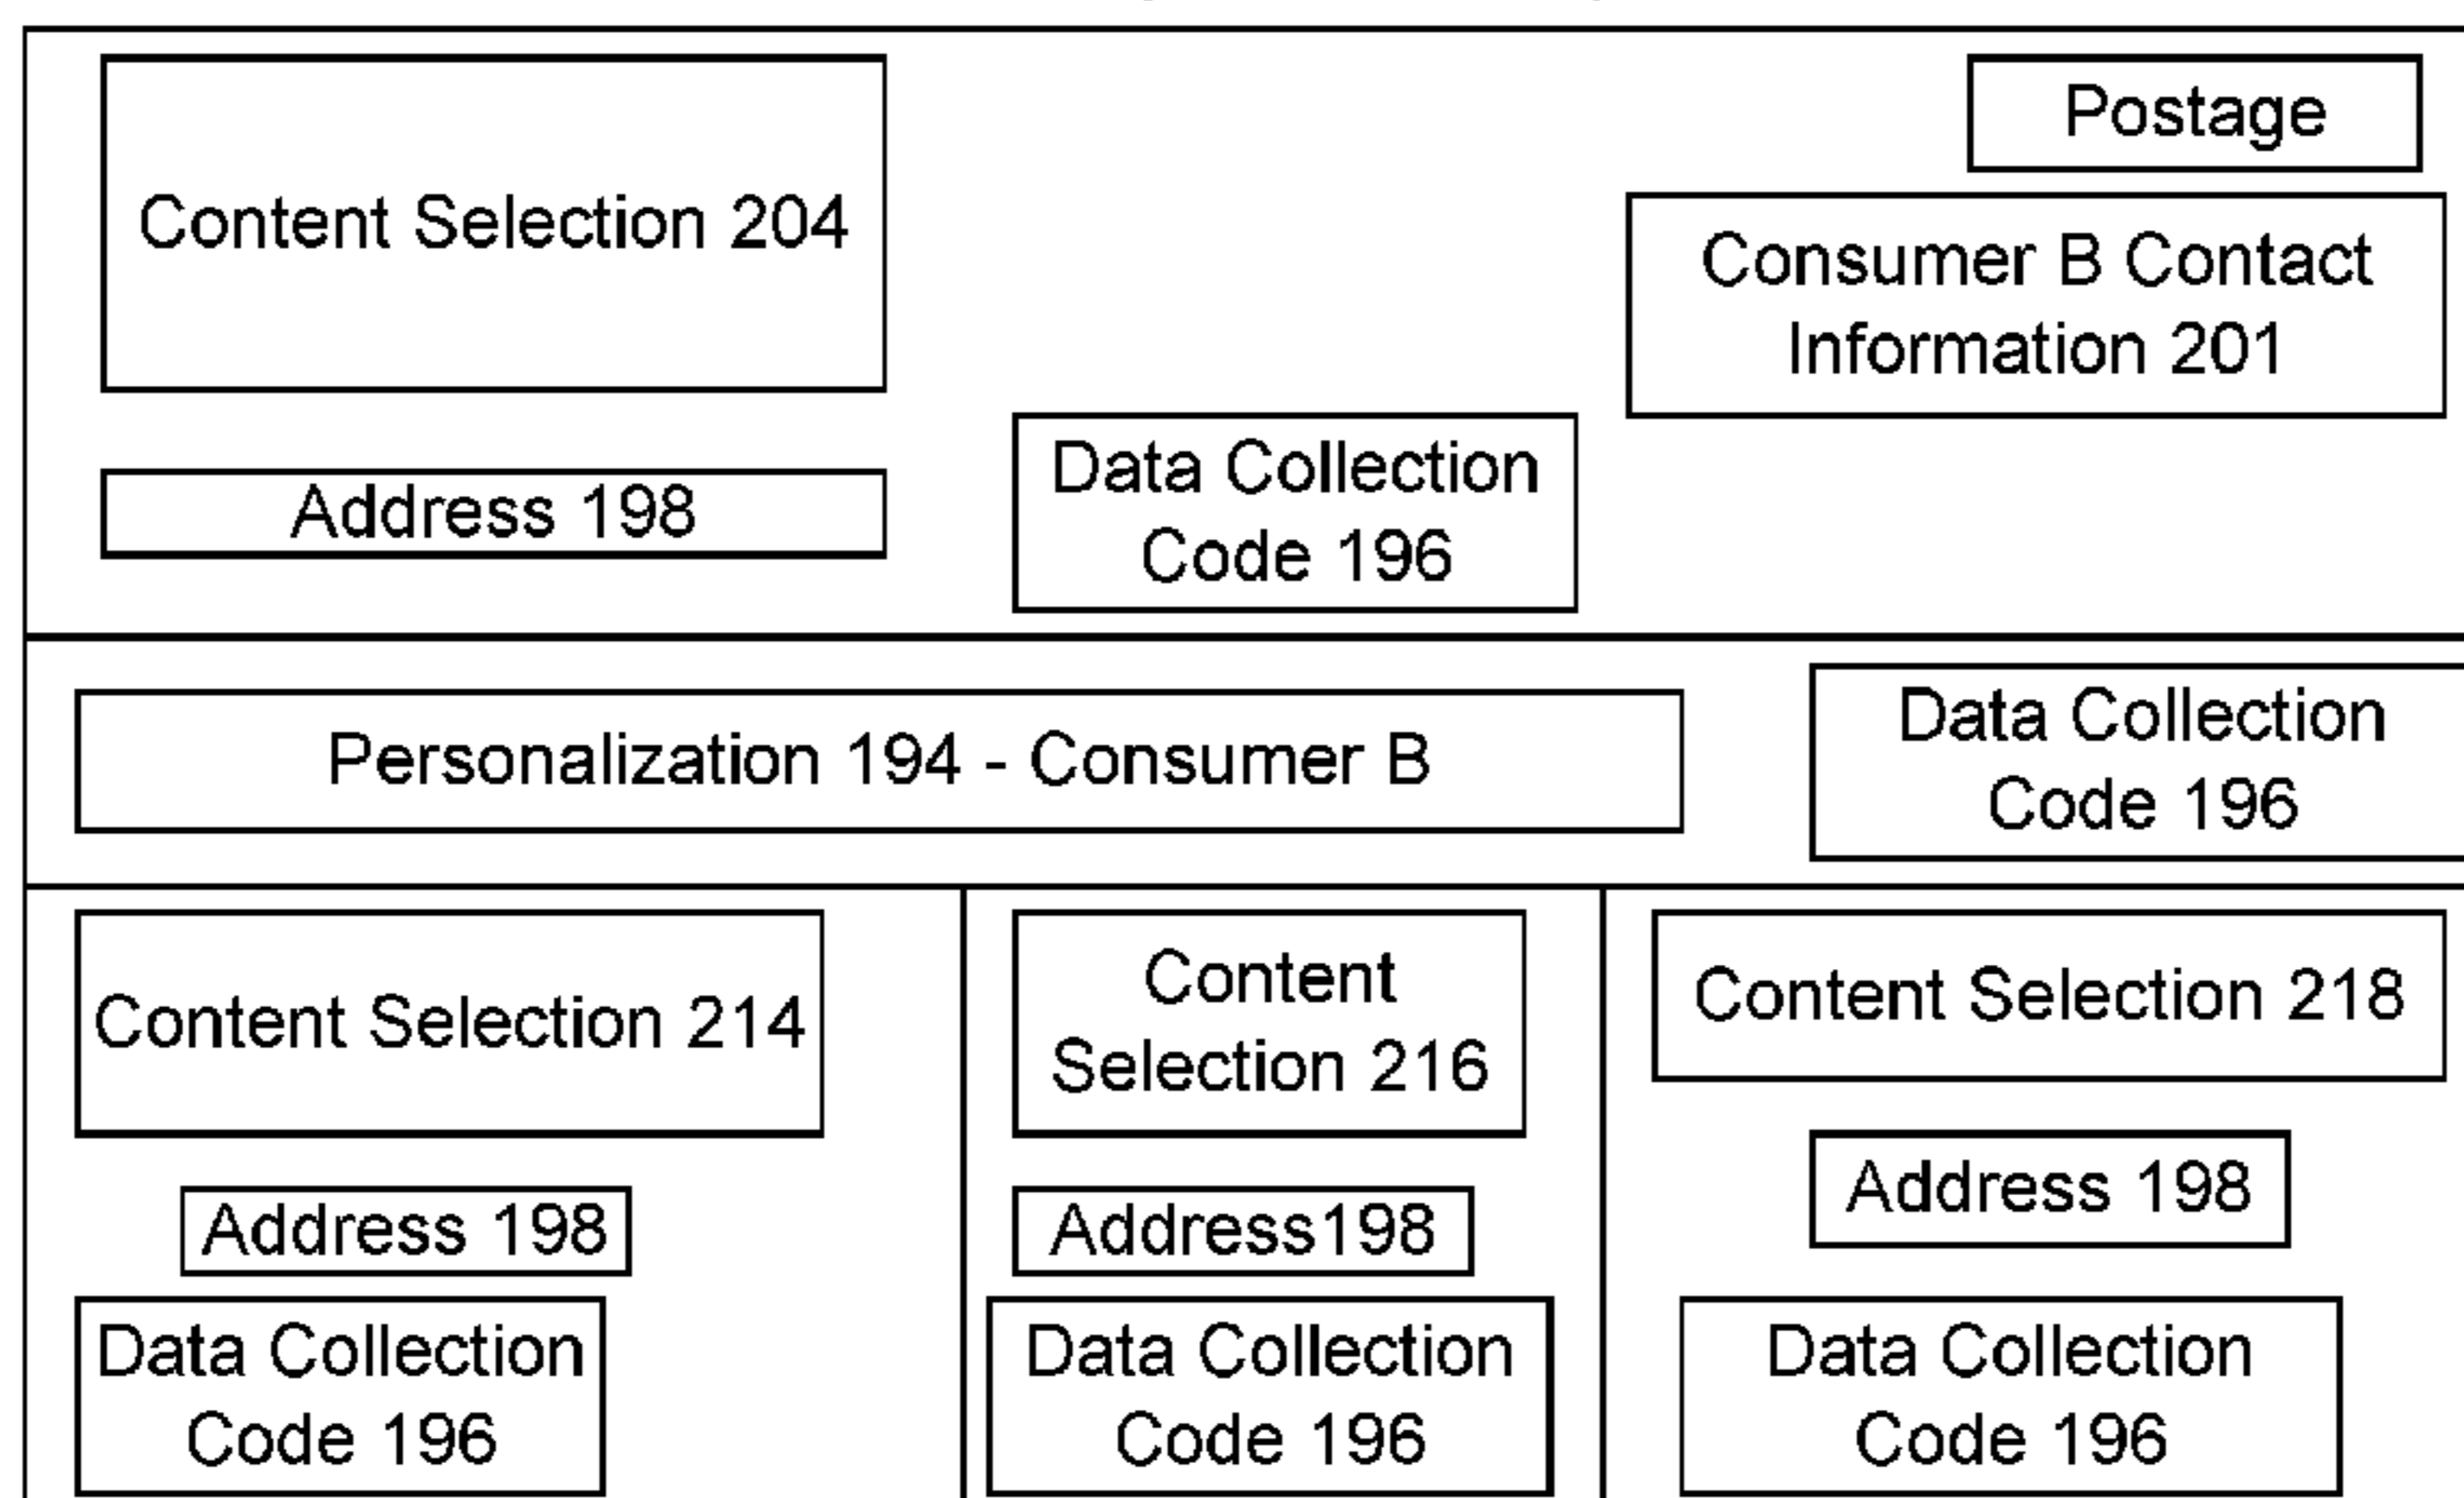 Content Selection 204
Postage
Consumer B Contact
Information 201
Address 198
Data Collection
Code 196
Personalization 194 - Consumer B
Data Collection
Code 196
Content Selection 214
Address 198
Data Collection
Code 196
Content
Selection 216
Address198
Data Collection
Code 196
Content Selection 218
Address 198
Data Collection
Code 196